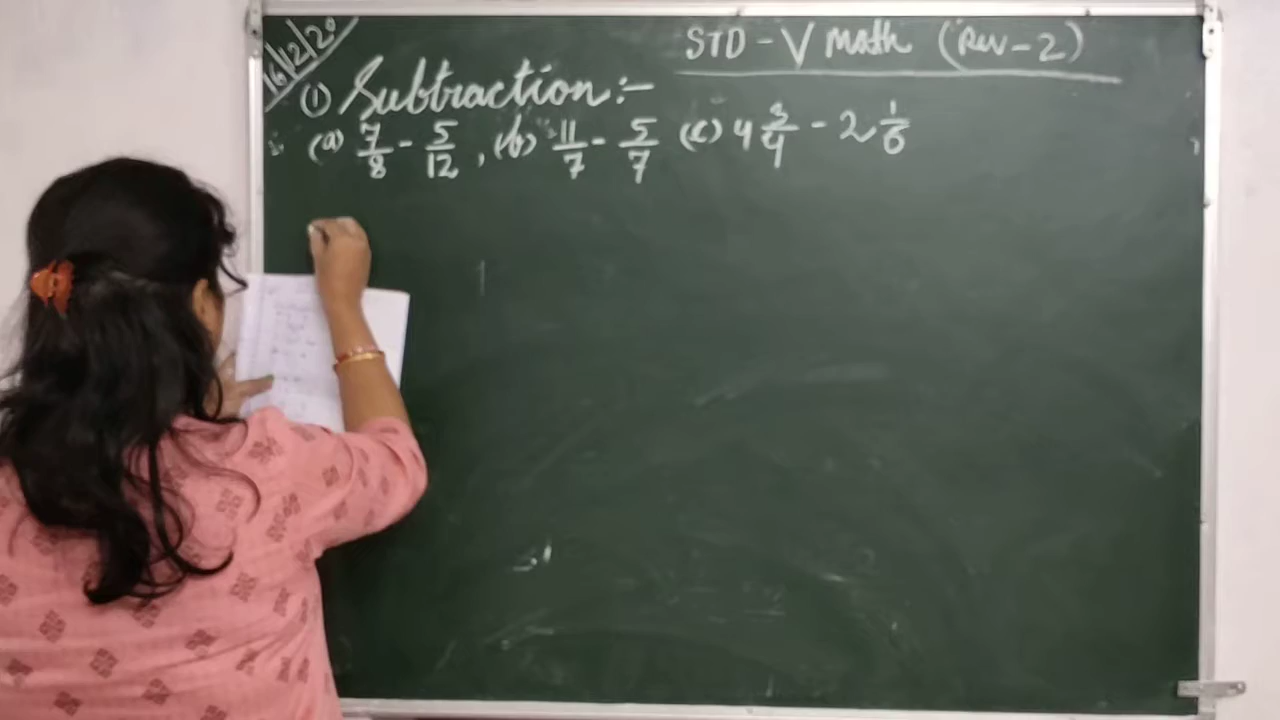 16/2/20
STD - V Math (Rev - 2)
① Subtraction :-
(a) 7/8 - 5/12 , (b) 11/7 - 5/7 (c) 4 3/4 - 2 1/6